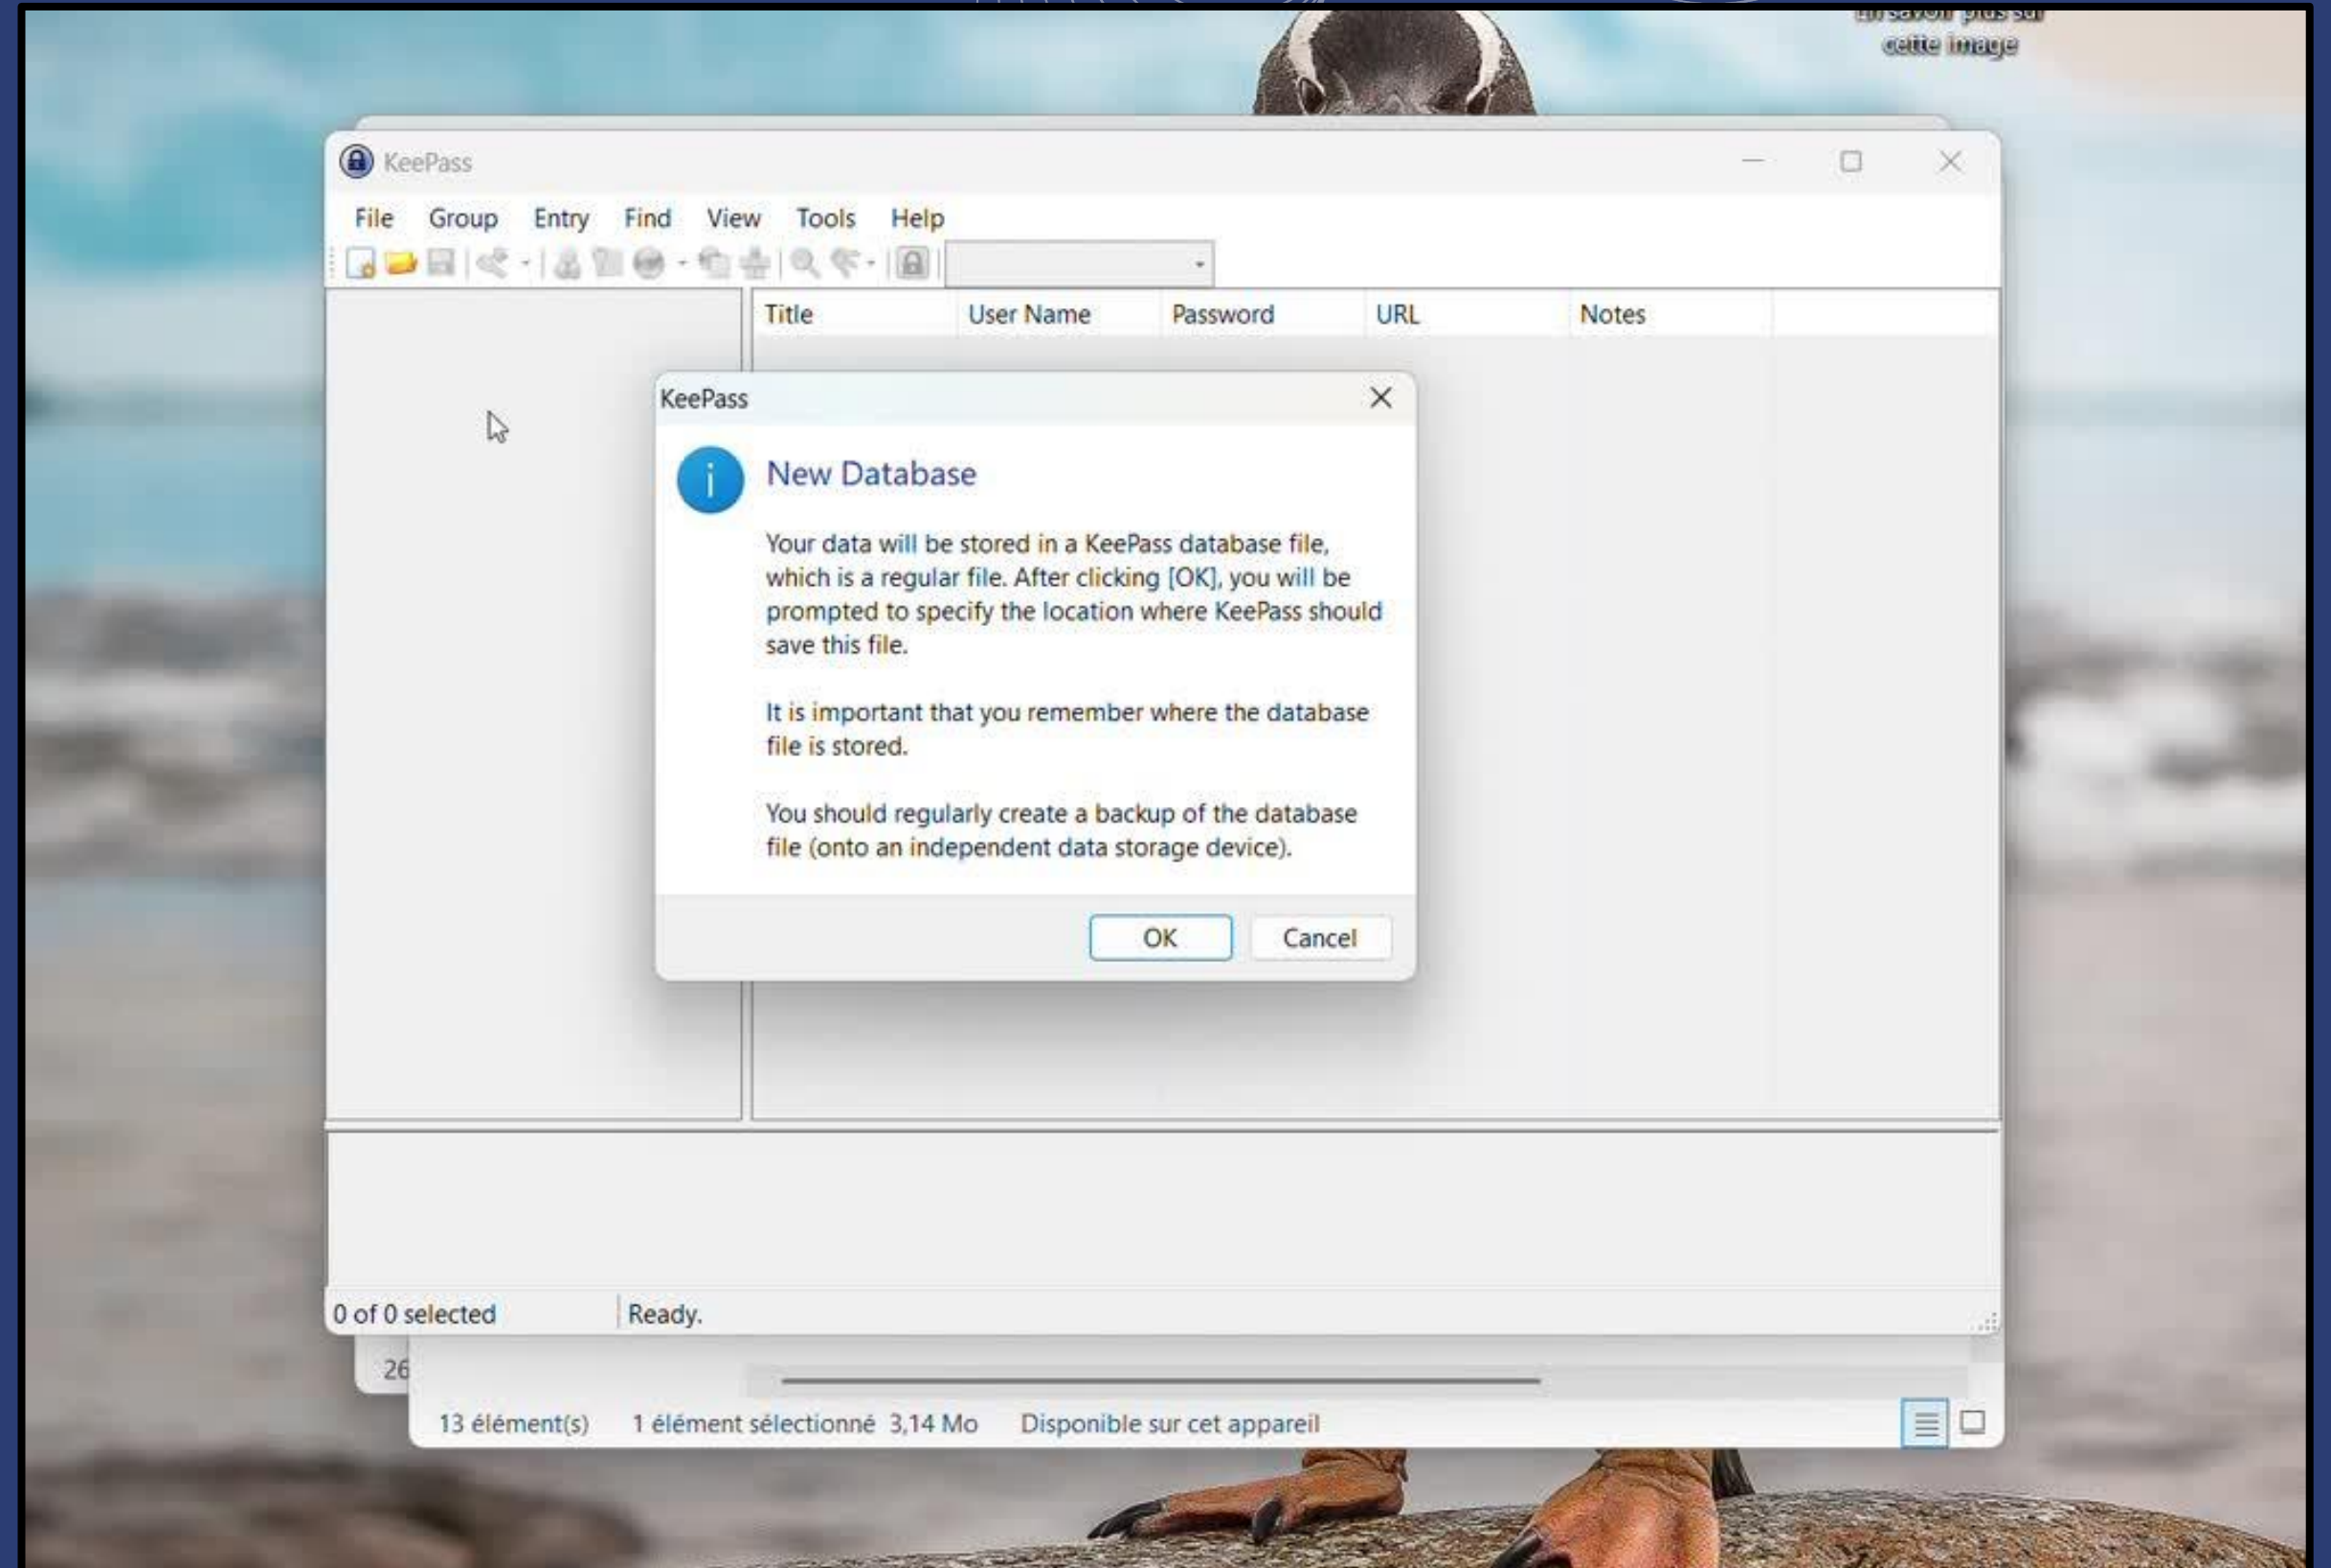 En savoir plus sur
cette image
KeePass
File Group Entry Find View Tools Help
Title User Name Password URL Notes
KeePass
New Database
Your data will be stored in a KeePass database file,
which is a regular file. After clicking [OK], you will be
prompted to specify the location where KeePass should
save this file.
It is important that you remember where the database
file is stored.
You should regularly create a backup of the database
file (onto an independent data storage device).
OK Cancel
0 of 0 selected Ready.
26
13 élément(s) 1 élément sélectionné 3,14 Mo Disponible sur cet appareil